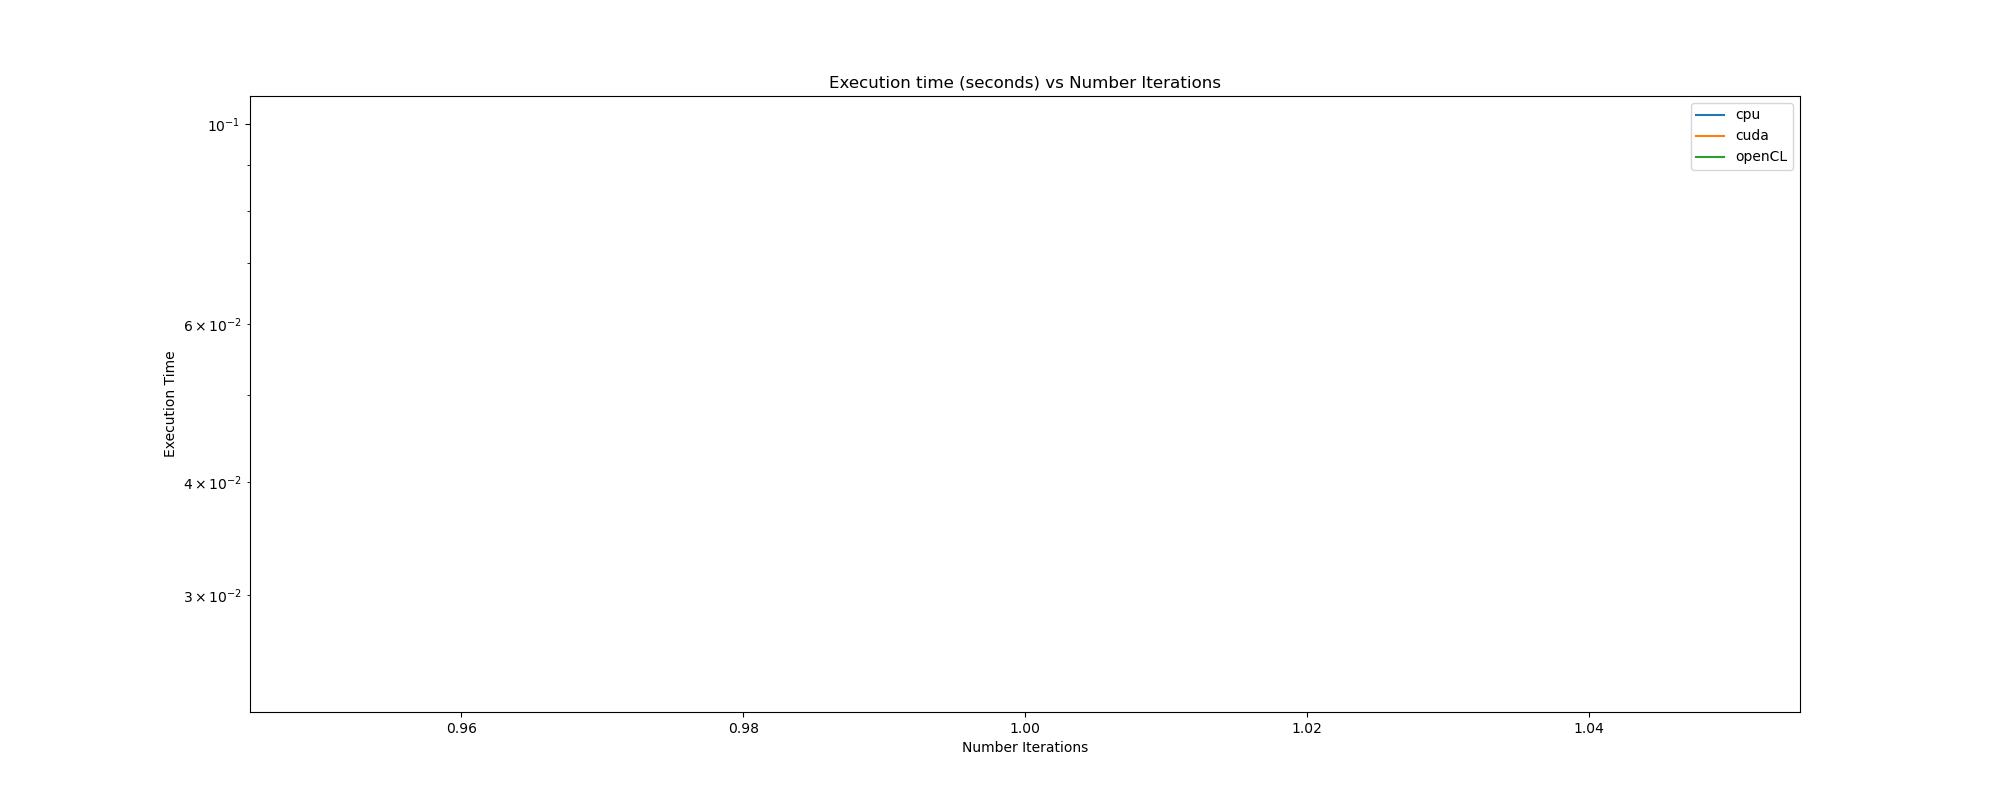 Execution time (seconds) vs Number Iterations
cpu
cuda
openCL
10⁻¹
6 × 10⁻²
4 × 10⁻²
3 × 10⁻²
Execution Time
0.96 0.98 1.00 1.02 1.04
Number Iterations